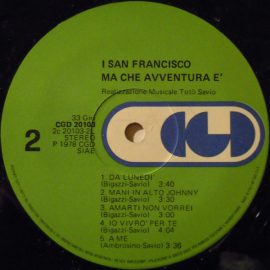 I SAN FRANCISCO
MA CHE AVVENTURA E'
Realizzazione Musicale Totò Savio
33 Giri
CGD 20103
2c 20103-2L
STEREO
P 1978 CGD
SIAE
2
CGD
1. DA LUNEDI'
(Bigazzi-Savio) 3:40
2. MANI IN ALTO JOHNNY
(Bigazzi-Savio) 3:30
3. AMARTI NON VORREI
(Bigazzi-Savio) 3:00
4. IO VIVRO' PER TE
(Bigazzi-Savio) 5:04
5. A ME
(Ambrosino-Savio) 3:36